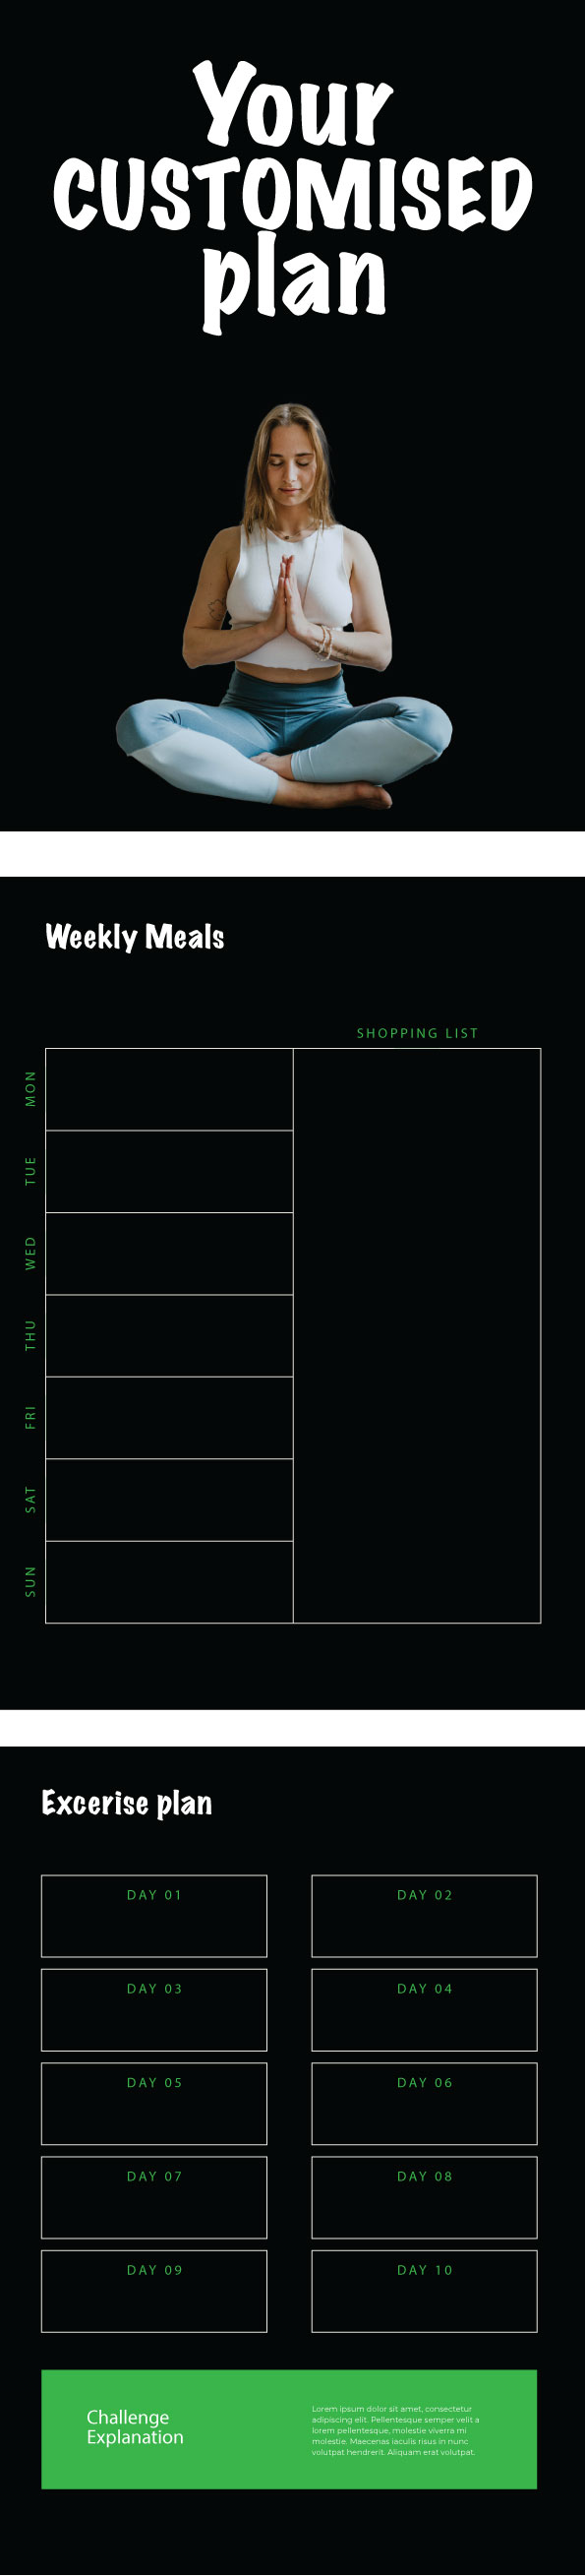 Your
CUSTOMISED
plan
Weekly Meals
SHOPPING LIST
MON
TUE
WED
THU
FRI
SAT
SUN
Excerise plan
DAY 01
DAY 02
DAY 03
DAY 04
DAY 05
DAY 06
DAY 07
DAY 08
DAY 09
DAY 10
Challenge
Explanation
Lorem ipsum dolor sit amet, consectetur
adipiscing elit. Pellentesque semper velit a
lorem pellentesque, molestie viverra mi
molestie. Maecenas iaculis risus in nunc
volutpat hendrerit. Aliquam erat volutpat.